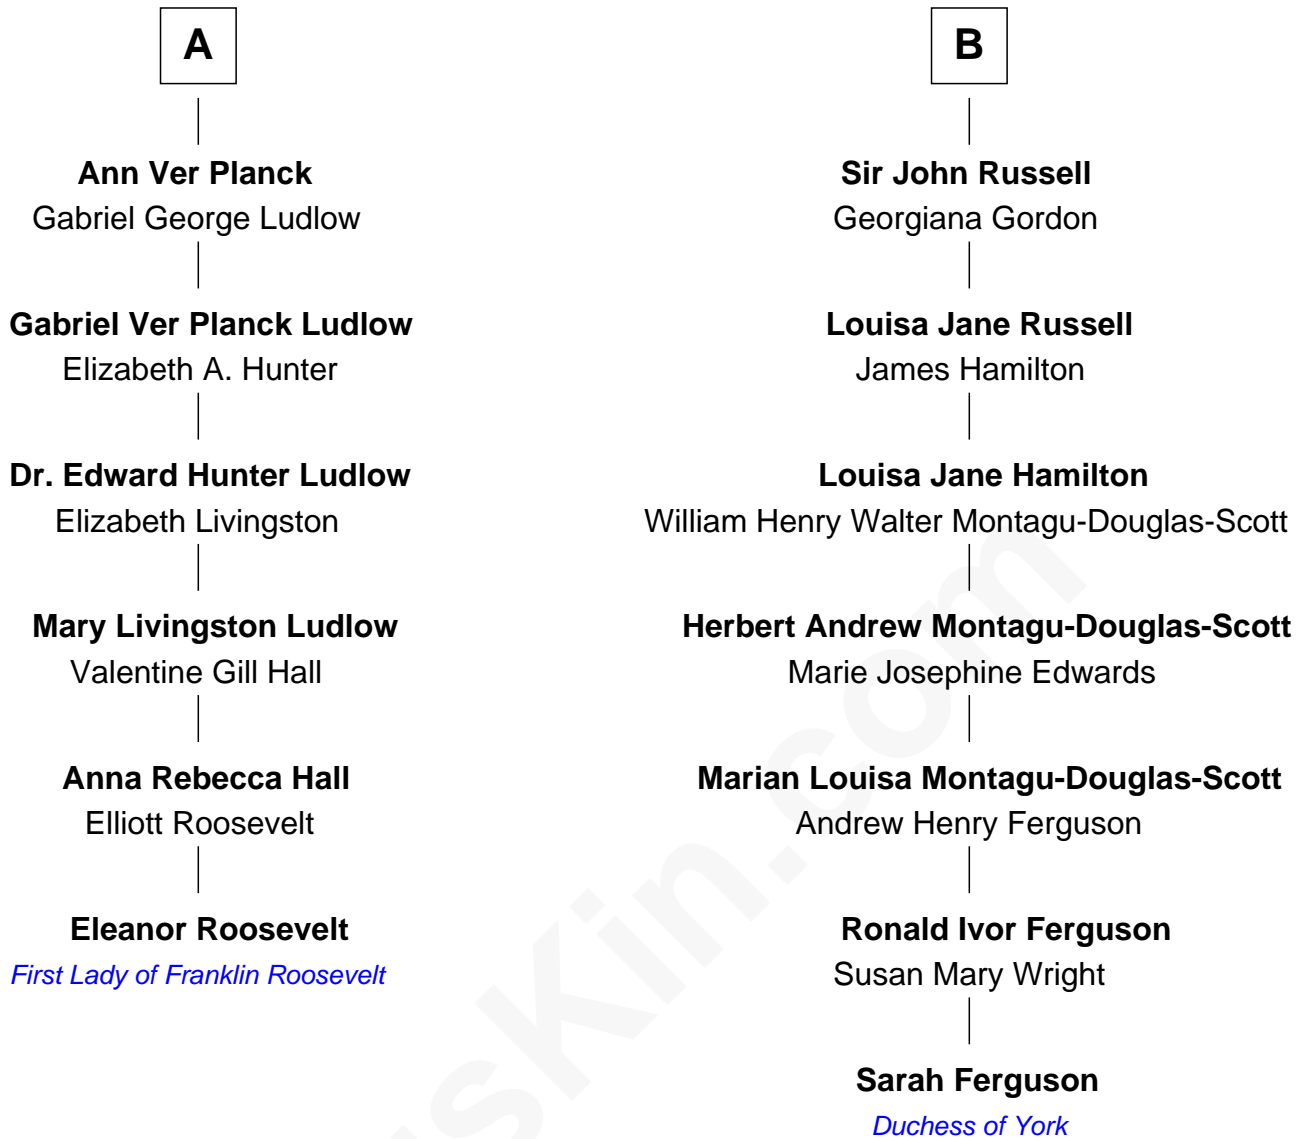 A
Ann Ver Planck
Gabriel George Ludlow
Gabriel Ver Planck Ludlow
Elizabeth A. Hunter
Dr. Edward Hunter Ludlow
Elizabeth Livingston
Mary Livingston Ludlow
Valentine Gill Hall
Anna Rebecca Hall
Elliott Roosevelt
Eleanor Roosevelt
First Lady of Franklin Roosevelt
B
Sir John Russell
Georgiana Gordon
Louisa Jane Russell
James Hamilton
Louisa Jane Hamilton
William Henry Walter Montagu-Douglas-Scott
Herbert Andrew Montagu-Douglas-Scott
Marie Josephine Edwards
Marian Louisa Montagu-Douglas-Scott
Andrew Henry Ferguson
Ronald Ivor Ferguson
Susan Mary Wright
Sarah Ferguson
Duchess of York